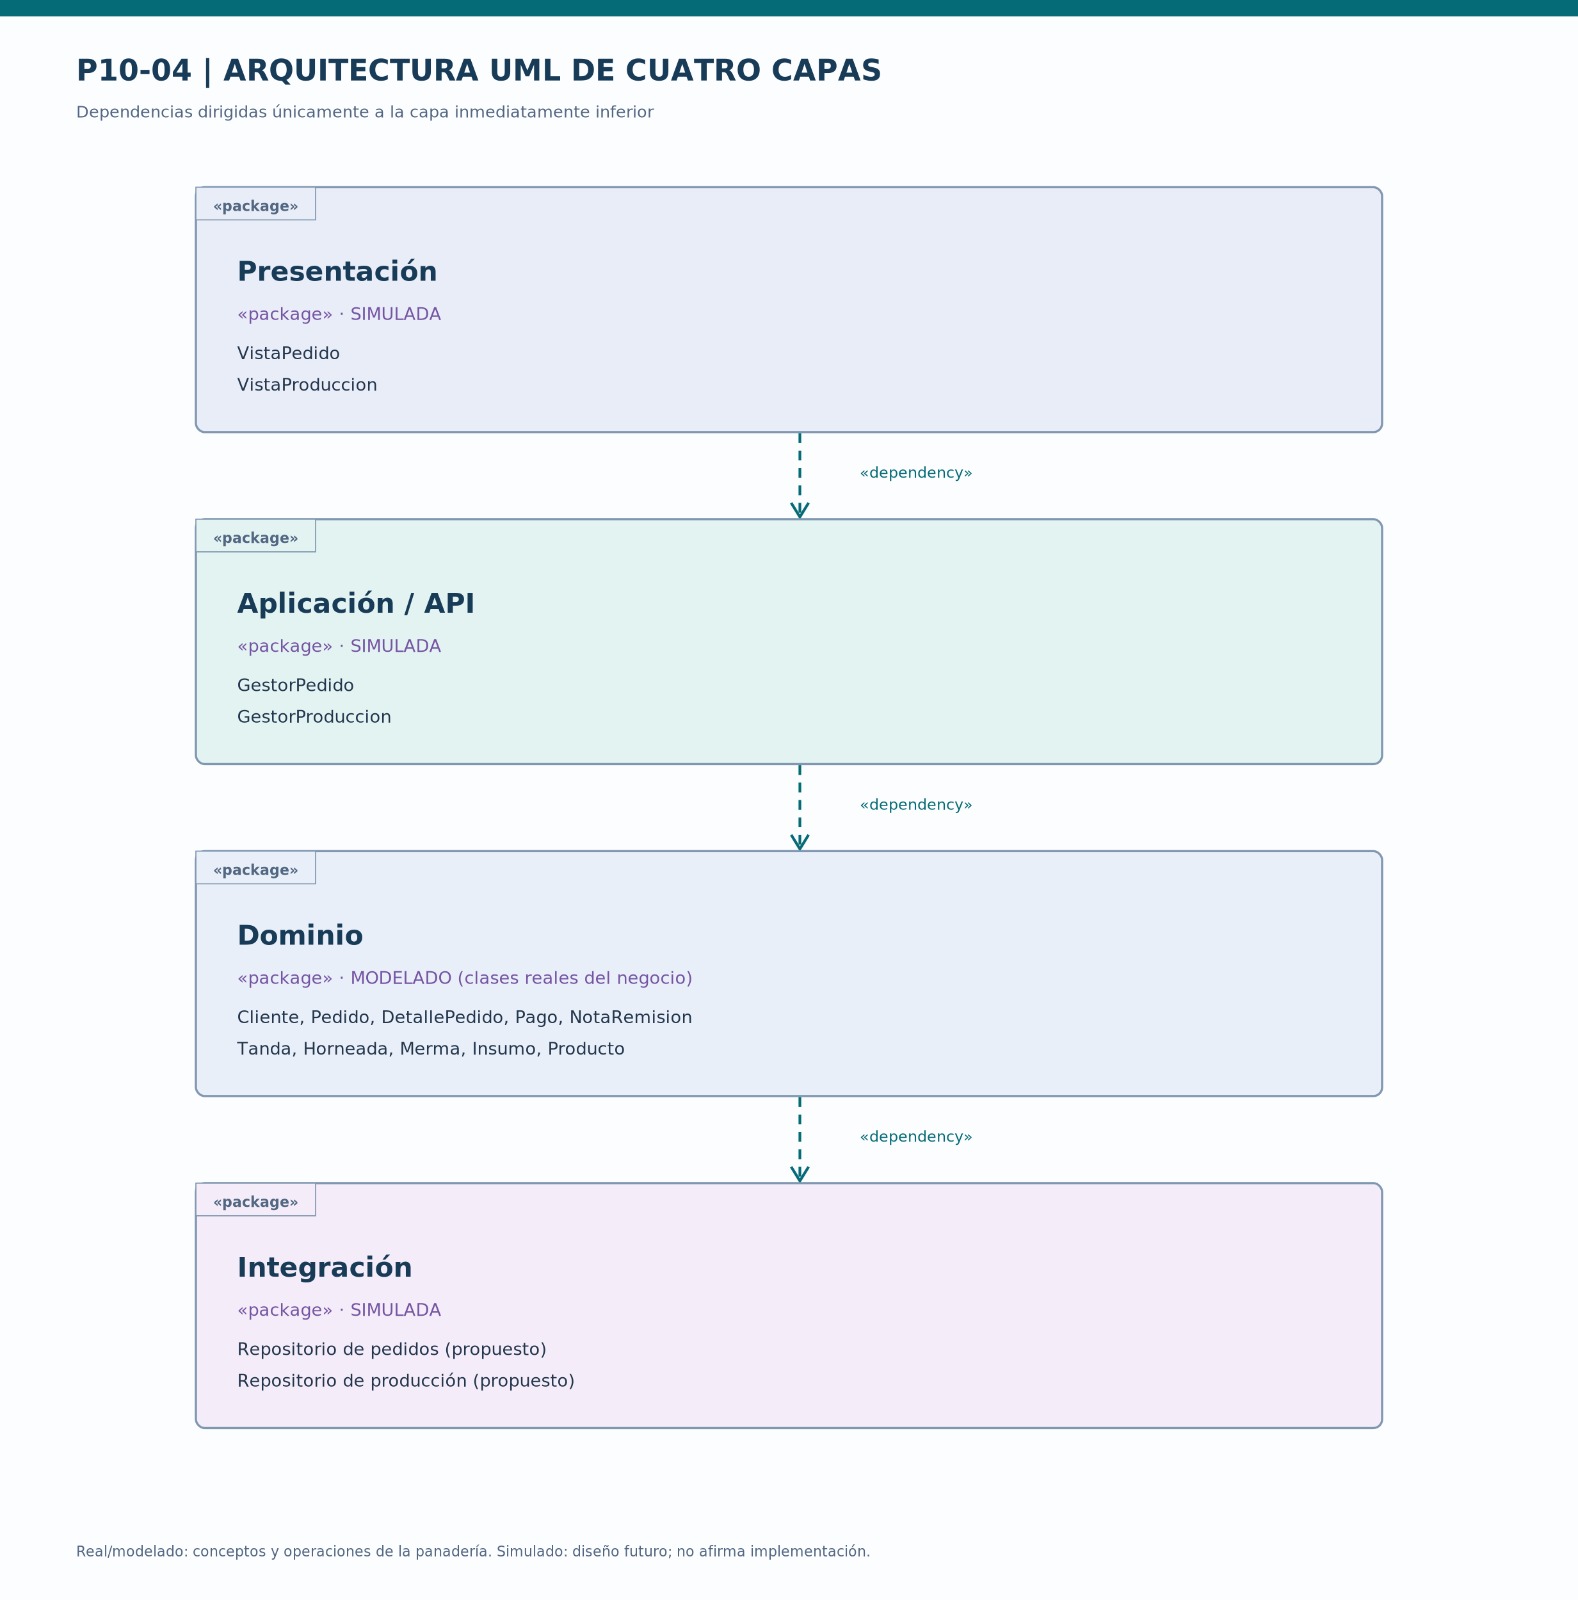 P10-04 | ARQUITECTURA UML DE CUATRO CAPAS
Dependencias dirigidas únicamente a la capa inmediatamente inferior
«package»
Presentación
«package» · SIMULADA
VistaPedido
VistaProduccion
«dependency»
«package»
Aplicación / API
«package» · SIMULADA
GestorPedido
GestorProduccion
«dependency»
«package»
Dominio
«package» · MODELADO (clases reales del negocio)
Cliente, Pedido, DetallePedido, Pago, NotaRemision
Tanda, Horneada, Merma, Insumo, Producto
«dependency»
«package»
Integración
«package» · SIMULADA
Repositorio de pedidos (propuesto)
Repositorio de producción (propuesto)
Real/modelado: conceptos y operaciones de la panadería. Simulado: diseño futuro; no afirma implementación.